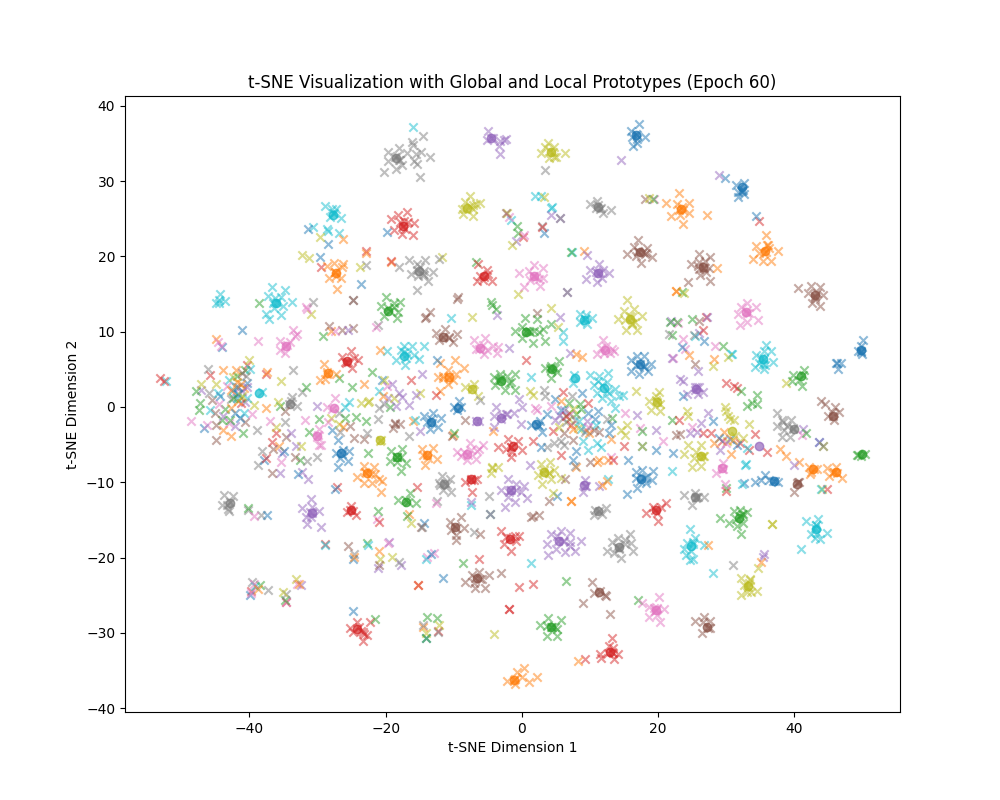 t-SNE Visualization with Global and Local Prototypes (Epoch 60)
40
30
20
10
0
−10
−20
−30
−40
t-SNE Dimension 2
−40 −20 0 20 40
t-SNE Dimension 1